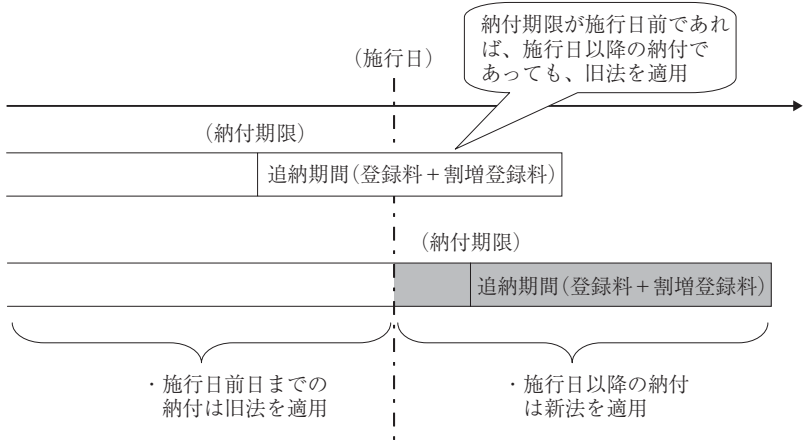 納付期限が施行日前であれ
ば、施行日以降の納付で
あっても、旧法を適用
(施行日)
(納付期限)
追納期間(登録料+割増登録料)
(納付期限)
追納期間(登録料+割増登録料)
・施行日前日までの
納付は旧法を適用
・施行日以降の納付
は新法を適用